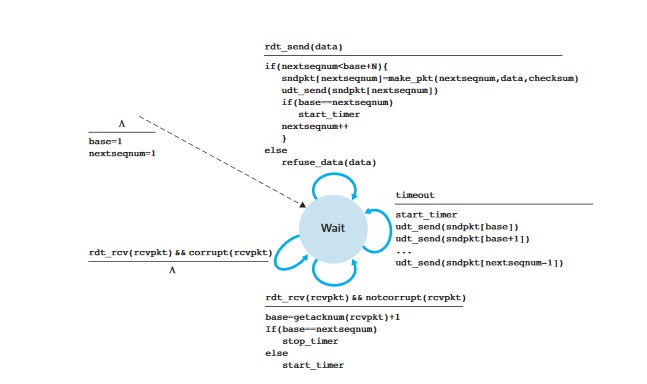 rdt_send(data)
if(nextseqnum<base+N){
sndpkt[nextseqnum]=make_pkt(nextseqnum,data,checksum)
udt_send(sndpkt[nextseqnum])
if(base==nextseqnum)
start_timer
nextseqnum++
}
else
refuse_data(data)
Λ
base=1
nextseqnum=1
Wait
timeout
start_timer
udt_send(sndpkt[base])
udt_send(sndpkt[base+1])
...
udt_send(sndpkt[nextseqnum-1])
rdt_rcv(rcvpkt) && corrupt(rcvpkt)
Λ
rdt_rcv(rcvpkt) && notcorrupt(rcvpkt)
base=getacknum(rcvpkt)+1
If(base==nextseqnum)
stop_timer
else
start_timer